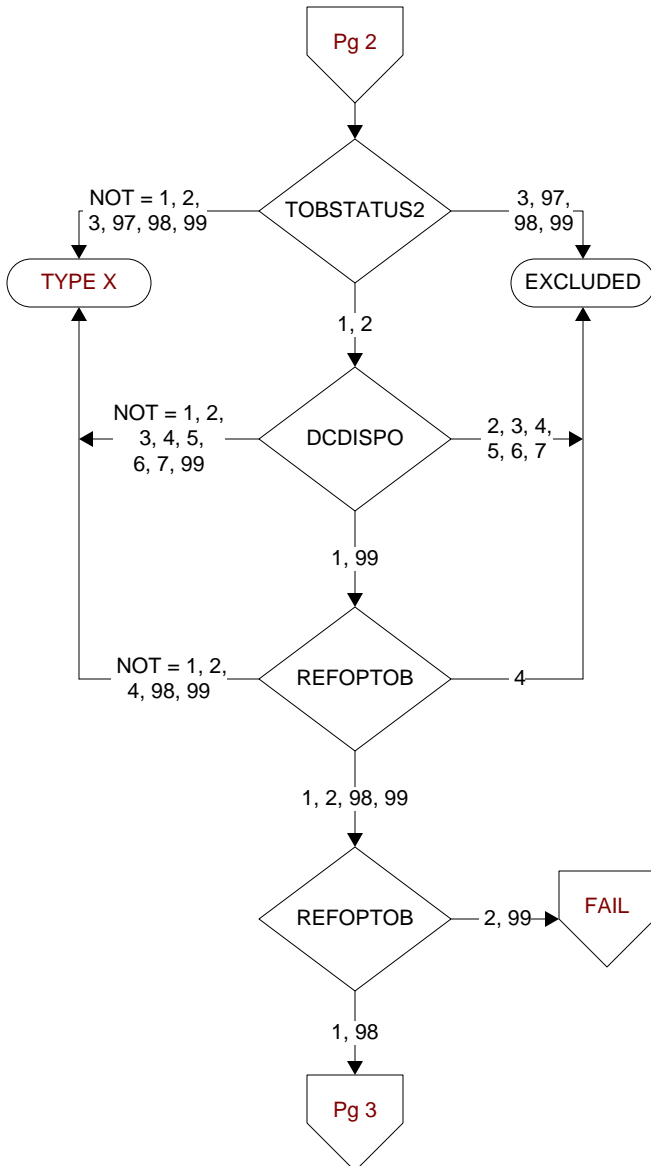 Pg 2
TOBSTATUS2
NOT = 1, 2,
3, 97, 98, 99
3, 97,
98, 99
TYPE X
EXCLUDED
1, 2
DCDISPO
NOT = 1, 2,
3, 4, 5,
6, 7, 99
2, 3, 4,
5, 6, 7
1, 99
REFOPTOB
NOT = 1, 2,
4, 98, 99
4
1, 2, 98, 99
REFOPTOB
2, 99
FAIL
1, 98
Pg 3